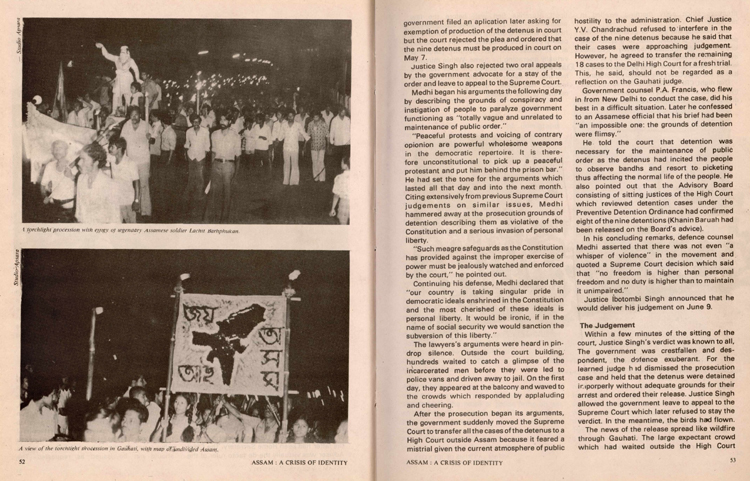 Studio-Apsara
A torchlight procession with effigy of legendary Assamese soldier Lachit Barhphukan.
Studio-Apsara
জয়
আই
অসম
A view of the torchlight procession in Gauhati, with map of undivided Assam.
52
ASSAM : A CRISIS OF IDENTITY
government filed an aplication later asking for
exemption of production of the detenus in court
but the court rejected the plea and ordered that
the nine detenus must be produced in court on
May 7.
Justice Singh also rejected two oral appeals
by the government advocate for a stay of the
order and leave to appeal to the Supreme Court.
Medhi began his arguments the following day
by describing the grounds of conspiracy and
instigation of people to paralyze government
functioning as "totally vague and unrelated to
maintenance of public order."
"Peaceful protests and voicing of contrary
opionion are powerful wholesome weapons
in the democratic repertoire. It is there-
fore unconstitutional to pick up a peaceful
protestant and put him behind the prison bar."
He had set the tone for the arguments which
lasted all that day and into the next month.
Citing extensively from previous Supreme Court
judgements on similar issues, Medhi
hammered away at the prosecution grounds of
detention describing them as violative of the
Constitution and a serious invasion of personal
liberty.
"Such meagre safeguards as the Constitution
has provided against the improper exercise of
power must be jealously watched and enforced
by the court," he pointed out.
Continuing his defense, Medhi declared that
"our country is taking singular pride in
democratic ideals enshrined in the Constitution
and the most cherished of these ideals is
personal liberty. It would be ironic, if in the
name of social security we would sanction the
subversion of this liberty."
The lawyers's arguments were heard in pin-
drop silence. Outside the court building,
hundreds waited to catch a glimpse of the
incarcerated men before they were led to
police vans and driven away to jail. On the first
day, they appeared at the balcony and waved to
the crowds which responded by applauding
and cheering.
After the prosecution began its arguments,
the government suddenly moved the Supreme
Court to transfer all the cases of the detenus to a
High Court outside Assam because it feared a
mistrial given the current atmosphere of public
ASSAM : A CRISIS OF IDENTITY
hostility to the administration. Chief Justice
Y.V. Chandrachud refused to interfere in the
case of the nine detenus because he said that
their cases were approaching judgement.
However, he agreed to transfer the remaining
18 cases to the Delhi High Court for a fresh trial.
This, he said, should not be regarded as a
reflection on the Gauhati judge.
Government counsel P.A. Francis, who flew
in from New Delhi to conduct the case, did his
best in a difficult situation. Later he confessed
to an Assamese official that his brief had been
"an impossible one: the grounds of detention
were flimsy."
He told the court that detention was
necessary for the maintenance of public
order as the detenus had incited the people
to observe bandhs and resort to picketing
thus affecting the normal life of the people. He
also pointed out that the Advisory Board
consisting of sitting justices of the High Court
which reviewed detention cases under the
Preventive Detention Ordinance had confirmed
eight of the nine detentions (Khanin Baruah had
been released on the Board's advice).
In his concluding remarks, defence counsel
Medhi asserted that there was not even "a
whisper of violence" in the movement and
quoted a Supreme Court decision which said
that "no freedom is higher than personal
freedom and no duty is higher than to maintain
it unimpaired."
Justice Ibotombi Singh announced that he
would deliver his judgement on June 9.
The Judgement
Within a few minutes of the sitting of the
court, Justice Singh's verdict was known to all,
The government was crestfallen and des-
pondent, the defence exuberant. For the
learned judge had dismissed the prosecution
case and held that the detenus were detained
improperly without adequate grounds for their
arrest and ordered their release. Justice Singh
allowed the government leave to appeal to the
Supreme Court which later refused to stay the
verdict. In the meantime, the birds had flown.
The news of the release spread like wildfire
through Gauhati. The large expectant crowd
which had waited outside the High Court
53